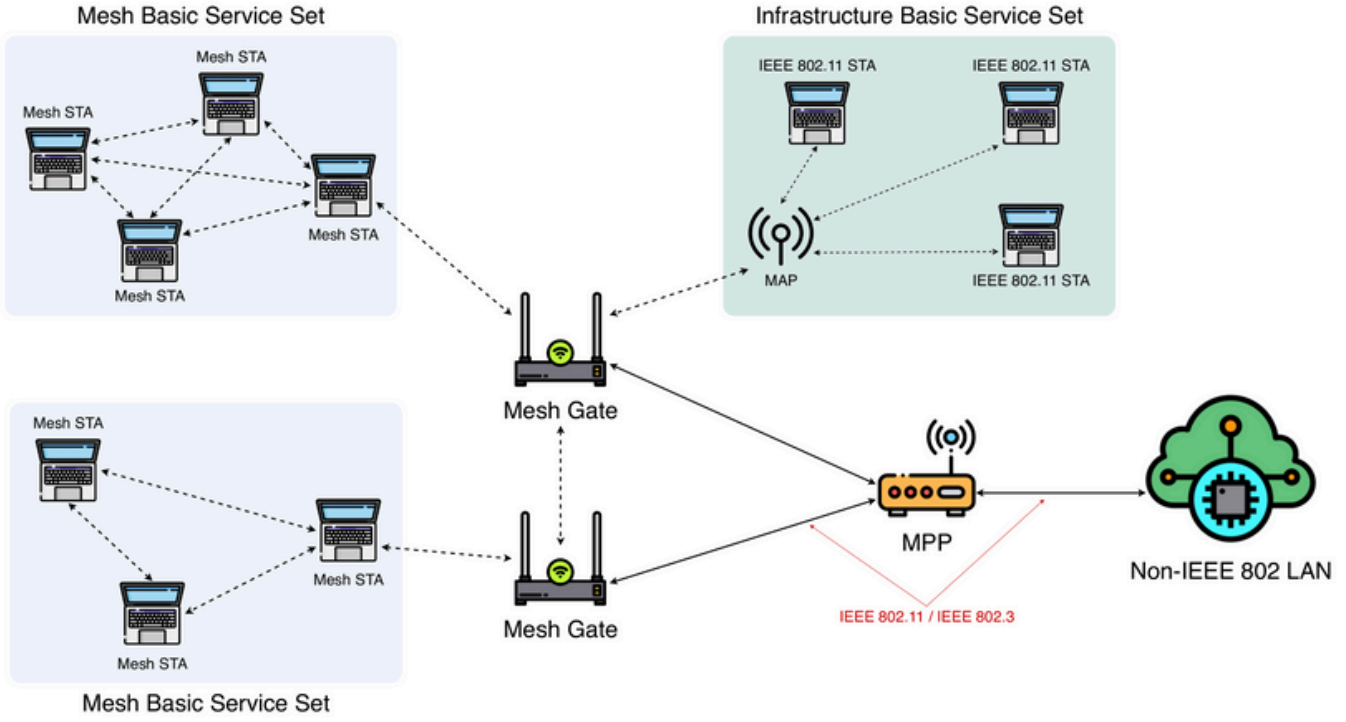 Mesh Basic Service Set
Infrastructure Basic Service Set
Mesh STA
Mesh STA
Mesh STA
Mesh STA
IEEE 802.11 STA
IEEE 802.11 STA
MAP
IEEE 802.11 STA
Mesh Gate
Mesh STA
Mesh STA
Mesh STA
Mesh Basic Service Set
Mesh Gate
MPP
IEEE 802.11 / IEEE 802.3
Non-IEEE 802 LAN